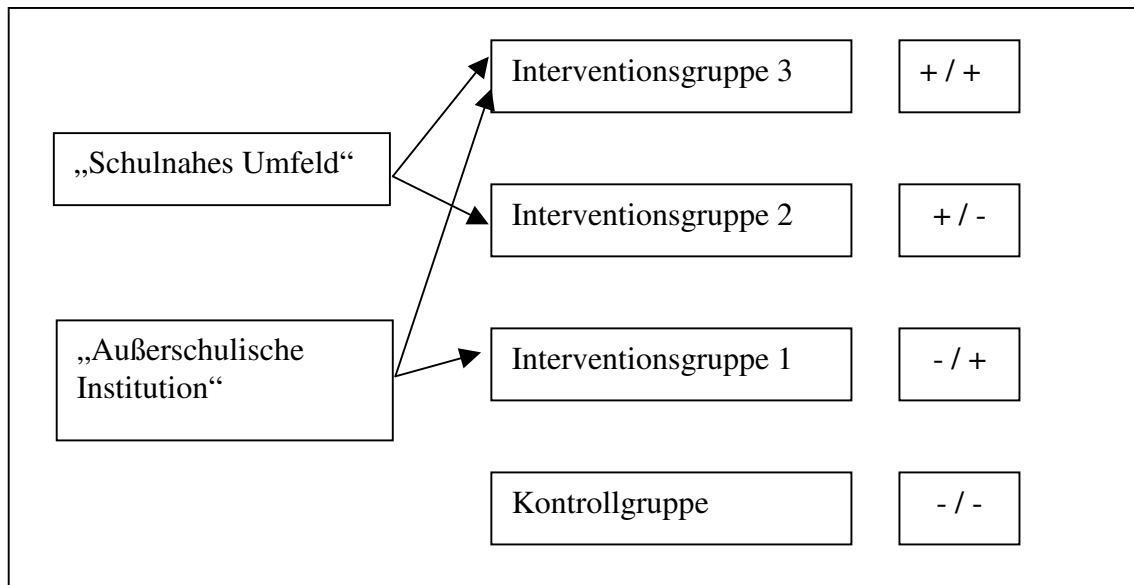 Interventionsgruppe 3
+ / +
„Schulnahes Umfeld“
Interventionsgruppe 2
+ / -
„Außerschulische
Institution“
Interventionsgruppe 1
- / +
Kontrollgruppe
- / -